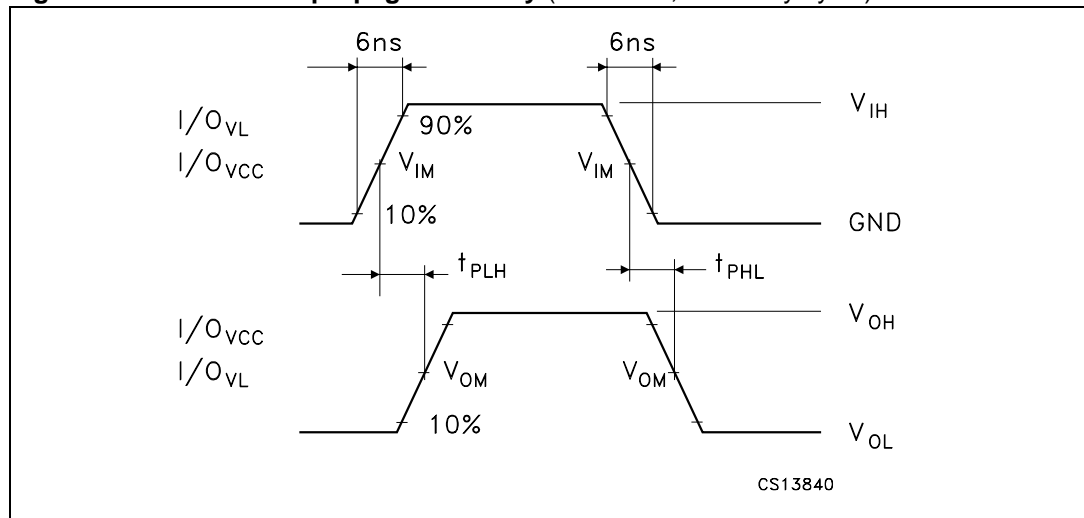 6ns 6ns
I/O_VL
90%
V_IH
I/O_VCC
V_IM V_IM
10%
GND
t_PLH t_PHL
I/O_VCC
V_OH
I/O_VL
V_OM V_OM
10%
V_OL
CS13840